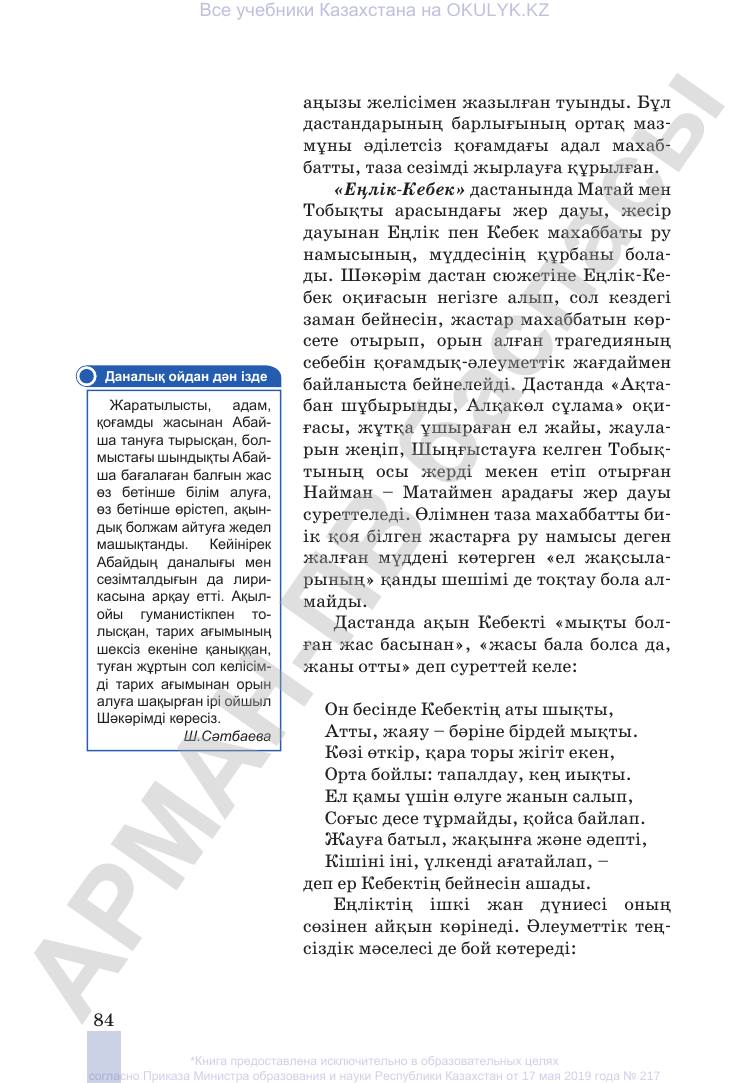 Все учебники Казахстана на OKULYK.KZ
аңызы желісімен жазылған туынды. Бұл
дастандарының барлығының ортақ маз-
мұны әділетсіз қоғамдағы адал махаб-
батты, таза сезімді жырлауға құрылған.
«Еңлік-Кебек» дастанында Матай мен
Тобықты арасындағы жер дауы, жесір
дауынан Еңлік пен Кебек махаббаты ру
намысының, мүддесінің құрбаны бола-
ды. Шәкәрім дастан сюжетіне Еңлік-Ке-
бек оқиғасын негізге алып, сол кездегі
заман бейнесін, жастар махаббатын көр-
сете отырып, орын алған трагедияның
себебін қоғамдық-әлеуметтік жағдаймен
байланыста бейнелейді. Дастанда «Ақта-
бан шұбырынды, Алқакөл сұлама» оқи-
ғасы, жұтқа ұшыраған ел жайы, жаула-
рын жеңіп, Шыңғыстауға келген Тобық-
тының осы жерді мекен етіп отырған
Найман – Матаймен арадағы жер дауы
суреттеледі. Өлімнен таза махаббатты би-
ік қоя білген жастарға ру намысы деген
жалған мүддені көтерген «ел жақсыла-
рының» қанды шешімі де тоқтау бола ал-
майды.
Дастанда ақын Кебекті «мықты бол-
ған жас басынан», «жасы бала болса да,
жаны отты» деп суреттей келе:
Он бесінде Кебектің аты шықты,
Атты, жаяу – бәріне бірдей мықты.
Көзі өткір, қара торы жігіт екен,
Орта бойлы: тапалдау, кең иықты.
Ел қамы үшін өлуге жанын салып,
Соғыс десе тұрмайды, қойса байлап.
Жауға батыл, жақынға және әдепті,
Кішіні іні, үлкенді ағатайлап, –
деп ер Кебектің бейнесін ашады.
Еңліктің ішкі жан дүниесі оның
сөзінен айқын көрінеді. Әлеуметтік тең-
сіздік мәселесі де бой көтереді:
Даналық ойдан дән ізде
Жаратылысты, адам,
қоғамды жасынан Абай-
ша тануға тырысқан, бол-
мыстағы шындықты Абай-
ша бағалаған балғын жас
өз бетінше білім алуға,
өз бетінше өрістеп, ақын-
дық болжам айтуға жедел
машықтанды. Кейінірек
Абайдың даналығы мен
сезімталдығын да лири-
касына арқау етті. Ақыл-
ойы гуманистікпен то-
лысқан, тарих ағымының
шексіз екеніне қаныққан,
туған жұртын сол келісім-
ді тарих ағымынан орын
алуға шақырған ірі ойшыл
Шәкәрімді көресіз.
Ш.Сәтбаева
АРМАН-ПВ баспасы
84
*Книга предоставлена исключительно в образовательных целях
согласно Приказа Министра образования и науки Республики Казахстан от 17 мая 2019 года № 217